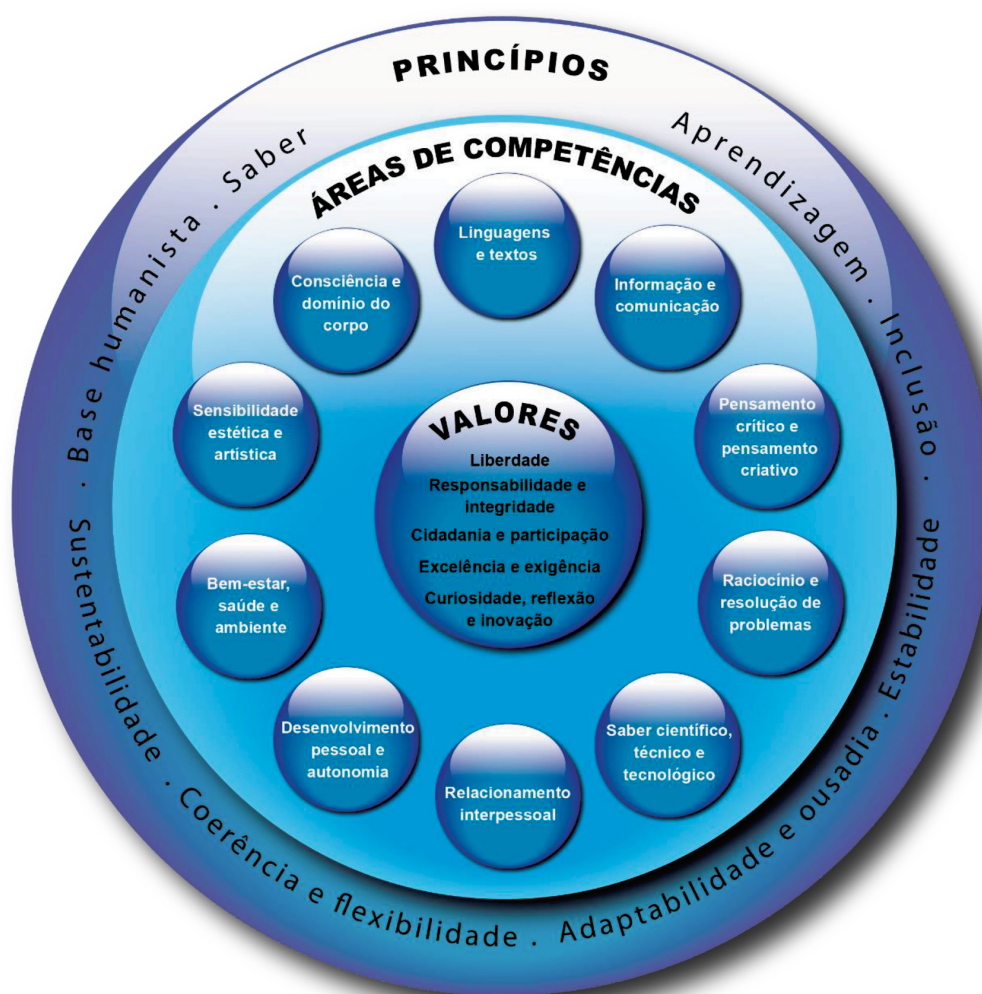 PRINCÍPIOS
Base humanista . Saber
Aprendizagem . Inclusão .
Estabilidade
Adaptabilidade e ousadia .
Coerência e flexibilidade .
Sustentabilidade .
ÁREAS DE COMPETÊNCIAS
Linguagens
e textos
Informação e
comunicação
Pensamento
crítico e
pensamento
criativo
Raciocínio e
resolução de
problemas
Saber científico,
técnico e
tecnológico
Relacionamento
interpessoal
Desenvolvimento
pessoal e
autonomia
Bem-estar,
saúde e
ambiente
Sensibilidade
estética e
artística
Consciência e
domínio do
corpo
VALORES
Liberdade
Responsabilidade e
integridade
Cidadania e participação
Excelência e exigência
Curiosidade, reflexão
e inovação